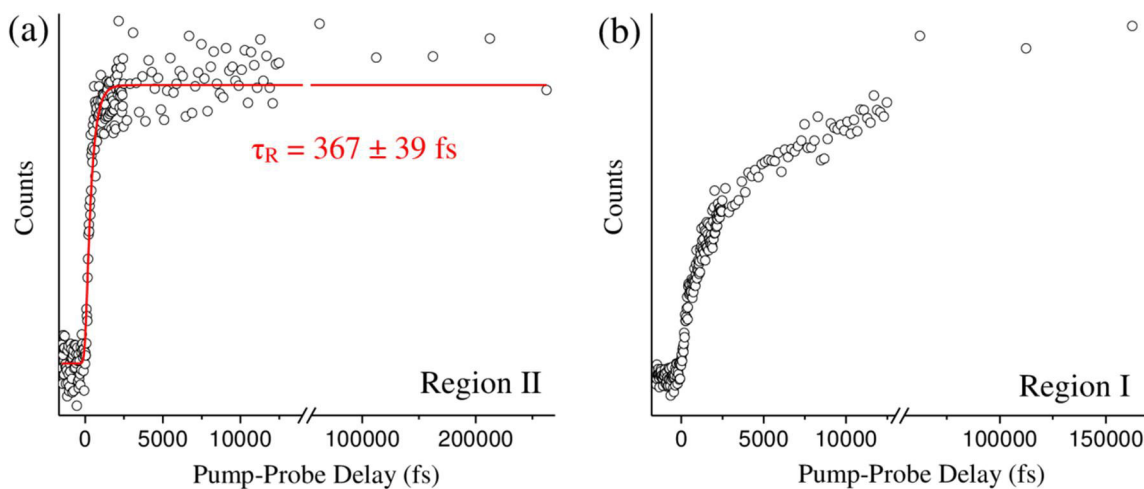 (a)
Counts
τR = 367 ± 39 fs
Region II
0 5000 10000 100000 200000
Pump-Probe Delay (fs)
(b)
Counts
Region I
0 5000 10000 100000 150000
Pump-Probe Delay (fs)